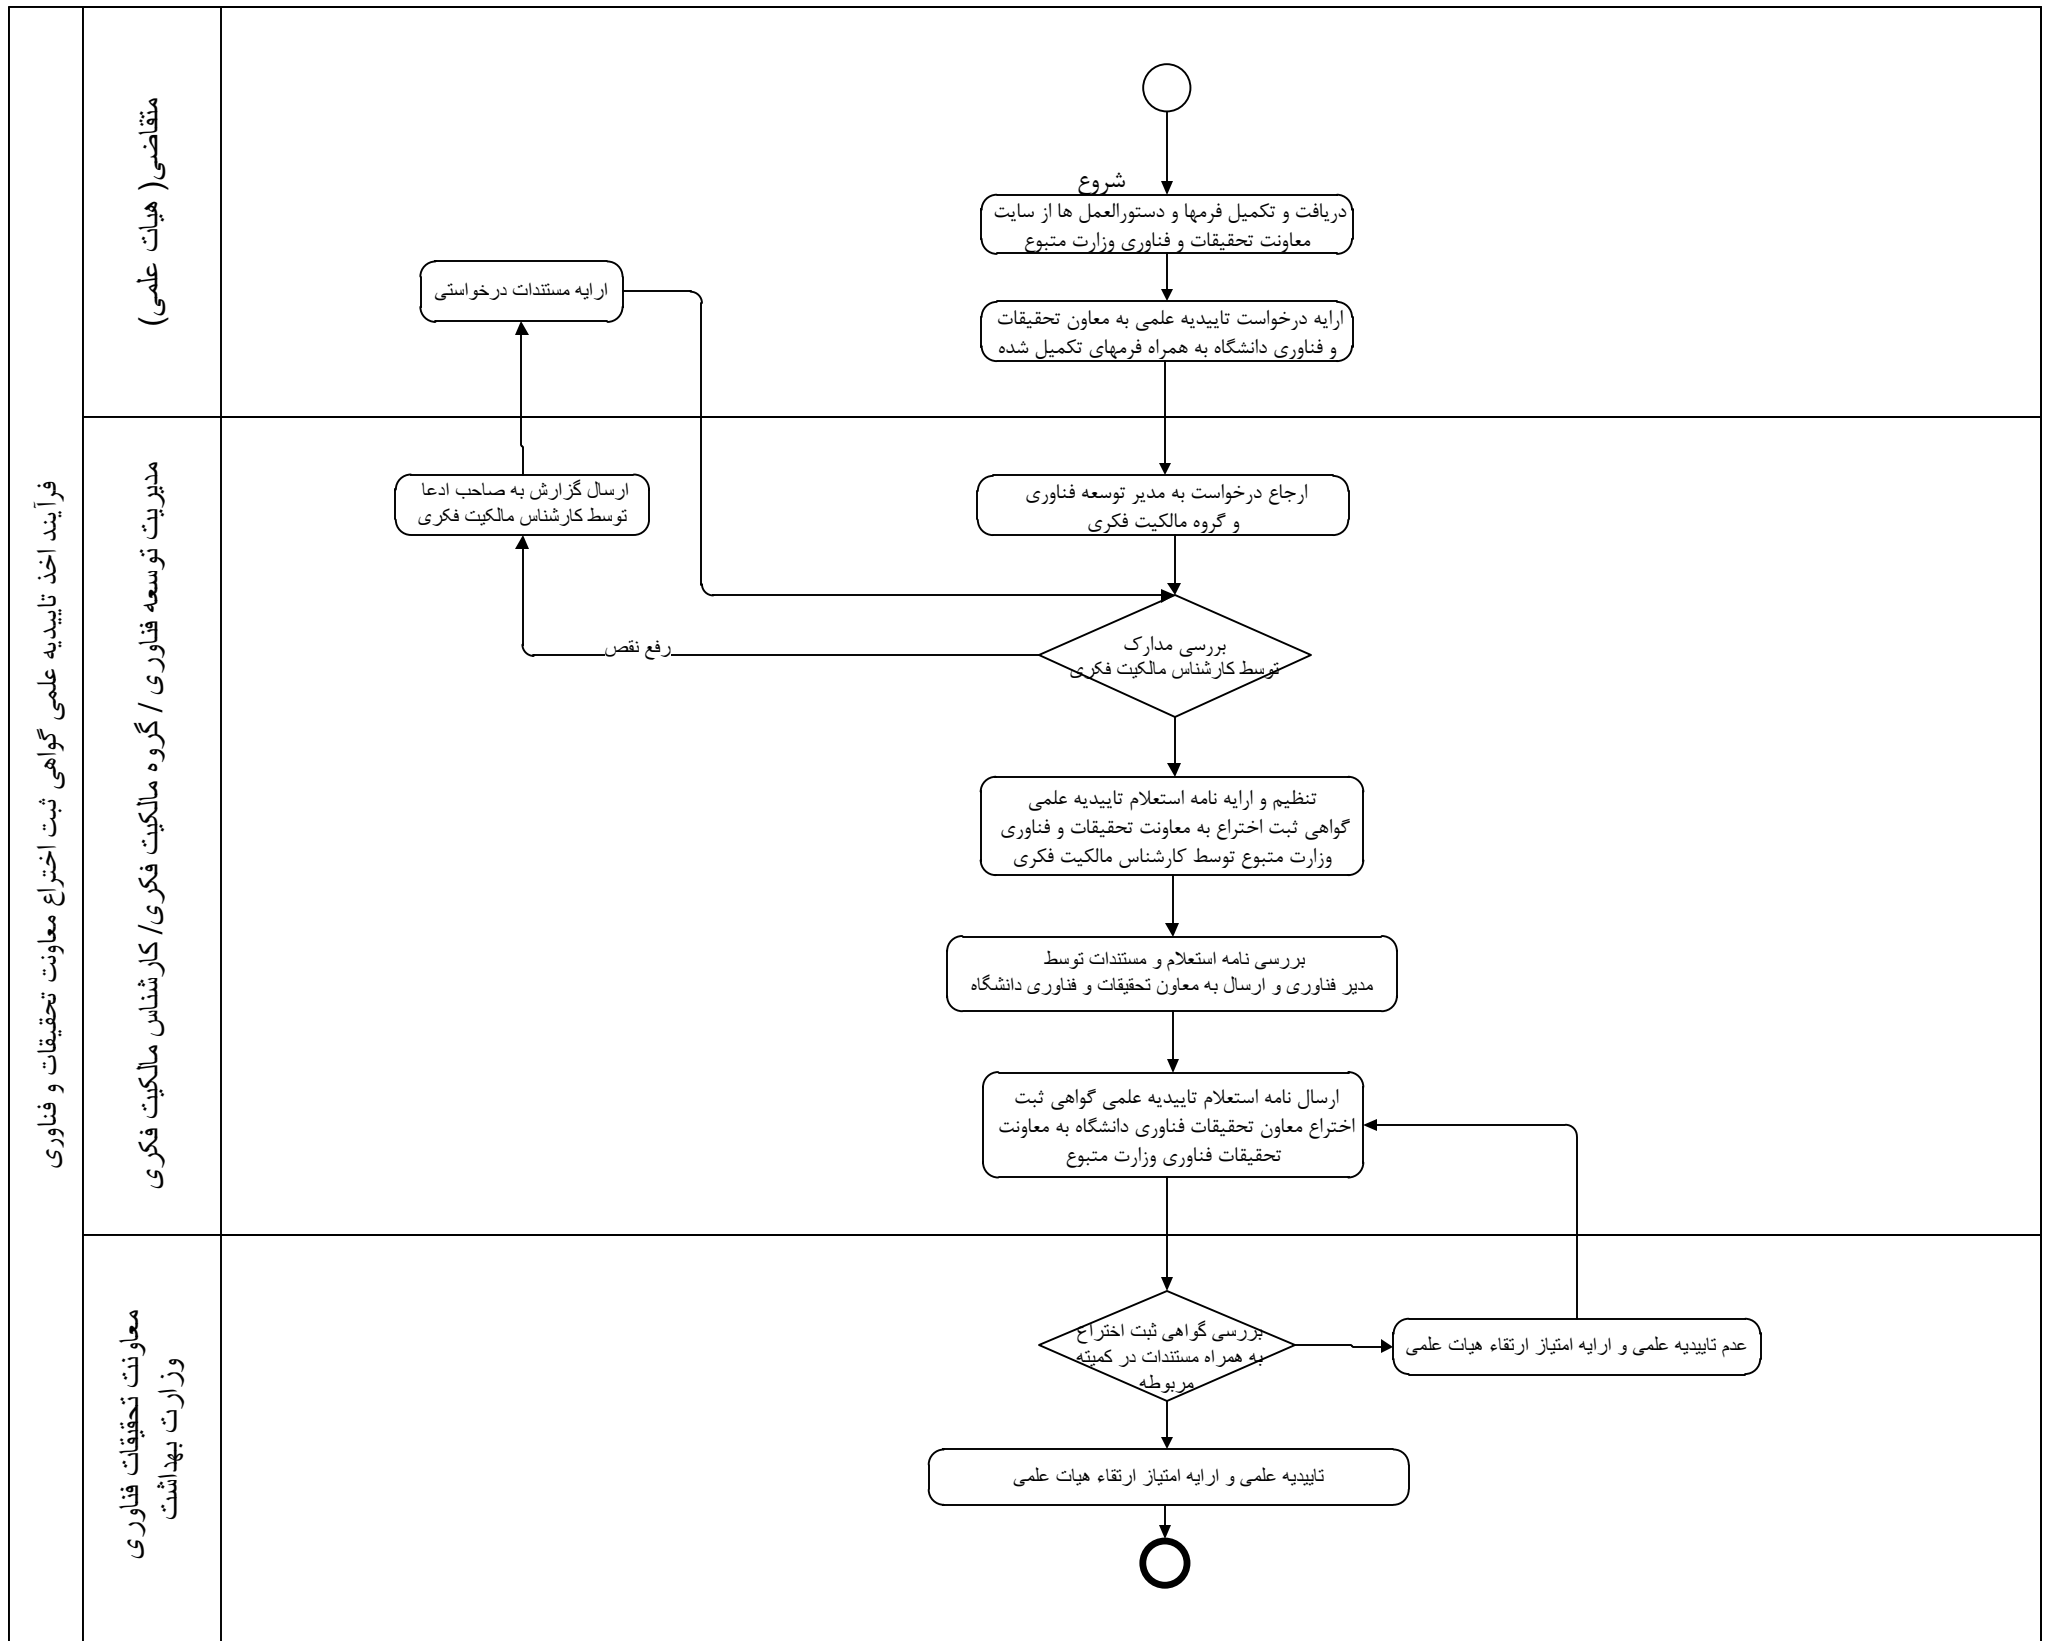 فرآیند اخذ تاییدیه علمی گواهی ثبت اختراع معاونت تحقیقات و فناوری
متقاضی( هیات علمی)
شروع
دریافت و تکمیل فرمها و دستورالعمل ها از سایت
معاونت تحقیقات و فناوری وزارت متبوع
ارایه درخواست تاییدیه علمی به معاون تحقیقات
و فناوری دانشگاه به همراه فرمهای تکمیل شده
ارایه مستندات درخواستی
مدیریت توسعه فناوری / گروه مالکیت فکری/ کارشناس مالکیت فکری
ارجاع درخواست به مدیر توسعه فناوری
و گروه مالکیت فکری
ارسال گزارش به صاحب ادعا
توسط کارشناس مالکیت فکری
بررسی مدارک
توسط کارشناس مالکیت فکری
رفع نقص
تنظیم و ارایه نامه استعلام تاییدیه علمی
گواهی ثبت اختراع به معاونت تحقیقات و فناوری
وزارت متبوع توسط کارشناس مالکیت فکری
بررسی نامه استعلام و مستندات توسط
مدیر فناوری و ارسال به معاون تحقیقات و فناوری دانشگاه
ارسال نامه استعلام تاییدیه علمی گواهی ثبت
اختراع معاون تحقیقات فناوری دانشگاه به معاونت
تحقیقات فناوری وزارت متبوع
معاونت تحقیقات فناوری
وزارت بهداشت
بررسی گواهی ثبت اختراع
به همراه مستندات در کمیته
مربوطه
عدم تاییدیه علمی و ارایه امتیاز ارتقاء هیات علمی
تاییدیه علمی و ارایه امتیاز ارتقاء هیات علمی